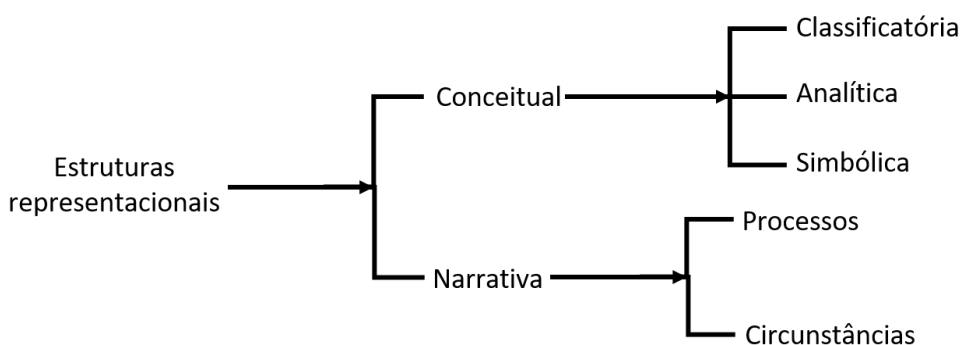 Estruturas
representacionais
Conceitual
Classificatória
Analítica
Simbólica
Narrativa
Processos
Circunstâncias